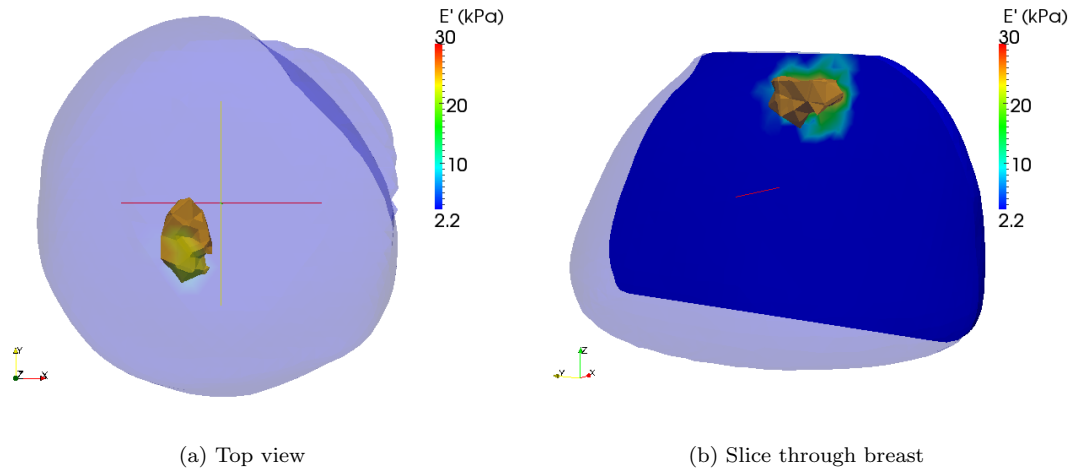 E' (kPa)
30
20
10
2.2
Y
Z
X
(a) Top view
E' (kPa)
30
20
10
2.2
Z
Y
X
(b) Slice through breast